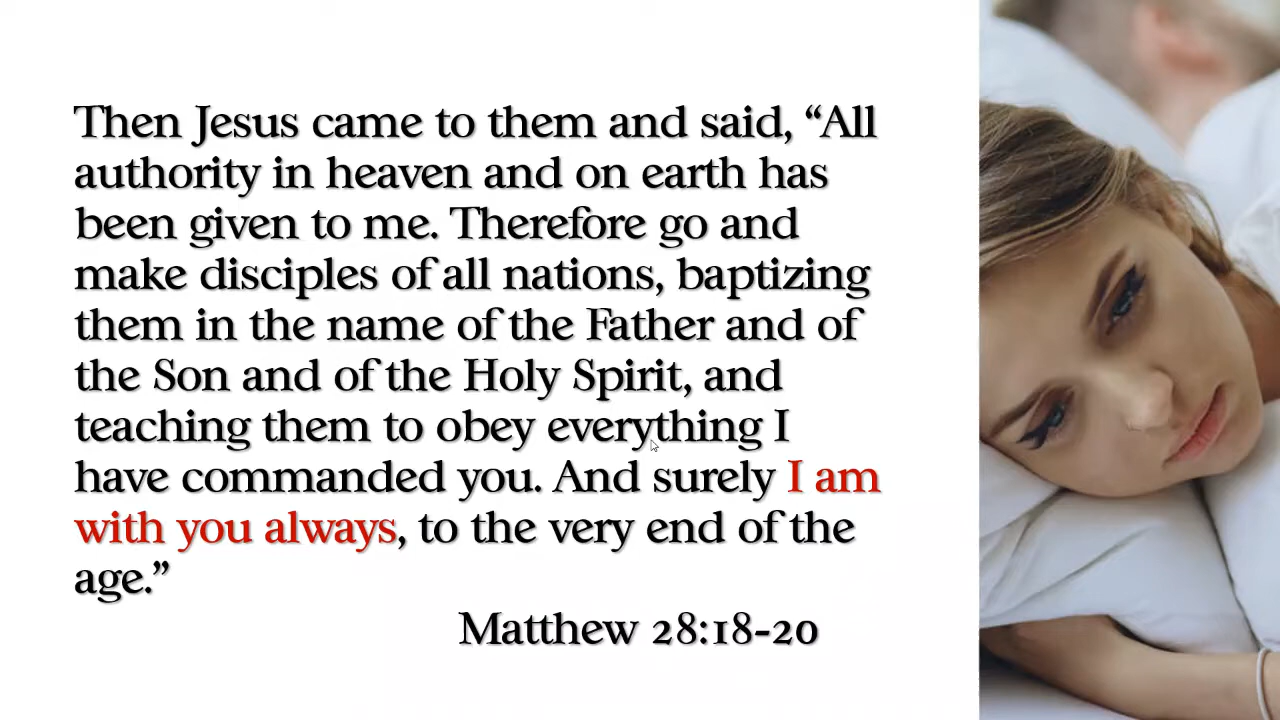 Then Jesus came to them and said, “All
authority in heaven and on earth has
been given to me. Therefore go and
make disciples of all nations, baptizing
them in the name of the Father and of
the Son and of the Holy Spirit, and
teaching them to obey everything I
have commanded you. And surely I am
with you always, to the very end of the
age.”
Matthew 28:18-20